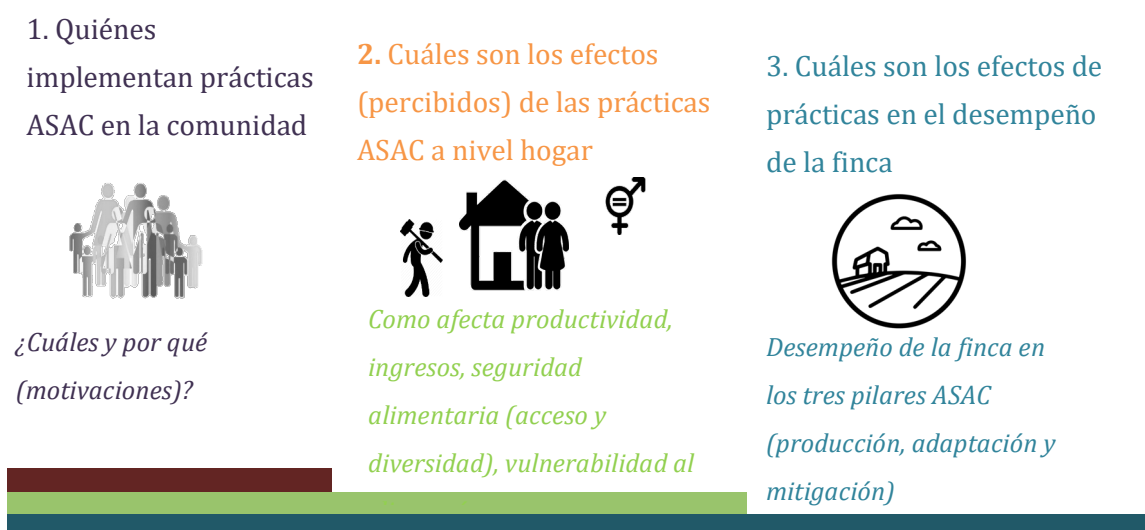 1. Quiénes
implementan prácticas
ASAC en la comunidad
¿Cuáles y por qué
(motivaciones)?
2. Cuáles son los efectos
(percibidos) de las prácticas
ASAC a nivel hogar
Como afecta productividad,
ingresos, seguridad
alimentaria (acceso y
diversidad), vulnerabilidad al
3. Cuáles son los efectos de
prácticas en el desempeño
de la finca
Desempeño de la finca en
los tres pilares ASAC
(producción, adaptación y
mitigación)